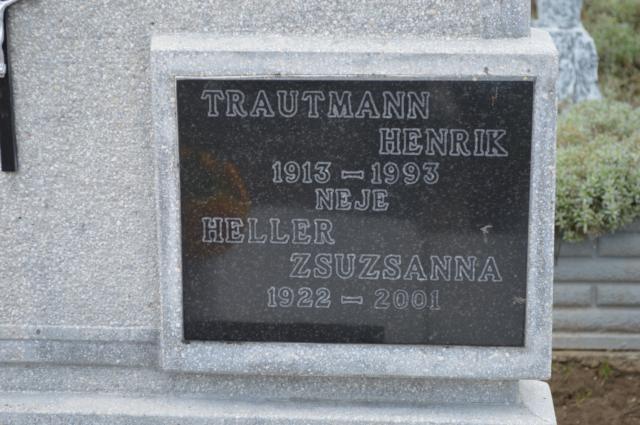 TRAUTMANN
HENRIK
1913 – 1993
NEJE
HELLER
ZSUZSANNA
1922 – 2001